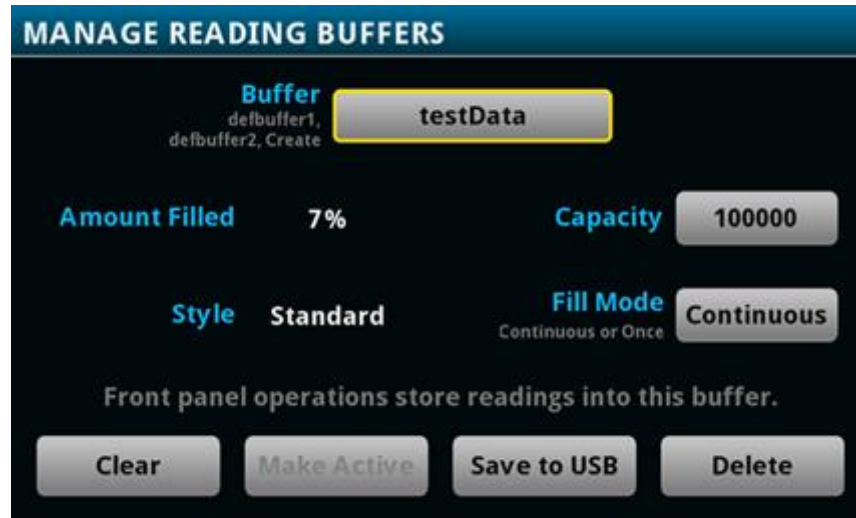 MANAGE READING BUFFERS
Buffer
defbuffer1,
defbuffer2, Create
testData
Amount Filled
7%
Capacity
100000
Style
Standard
Fill Mode
Continuous or Once
Continuous
Front panel operations store readings into this buffer.
Clear
Make Active
Save to USB
Delete